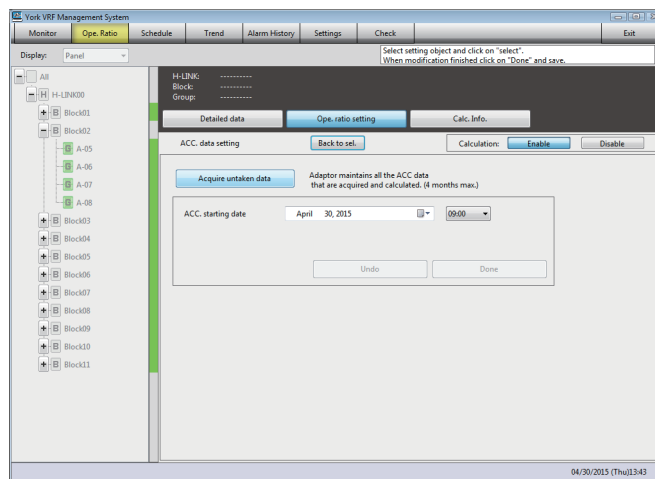 York VRF Management System
Monitor Ope. Ratio Schedule Trend Alarm History Settings Check Exit
Display: Panel
Select setting object and click on "select".
When modification finished click on "Done" and save.
All
H H-LINK00
B Block01
B Block02
G A-05
G A-06
G A-07
G A-08
B Block03
B Block04
B Block05
B Block06
B Block07
B Block08
B Block09
B Block10
B Block11
H-LINK: ----------
Block: ----------
Group: ----------
Detailed data Ope. ratio setting Calc. Info.
ACC. data setting Back to sel. Calculation: Enable Disable
Acquire untaken data
Adaptor maintains all the ACC data
that are acquired and calculated. (4 months max.)
ACC. starting date April 30, 2015 09:00
Undo Done
04/30/2015 (Thu)13:43